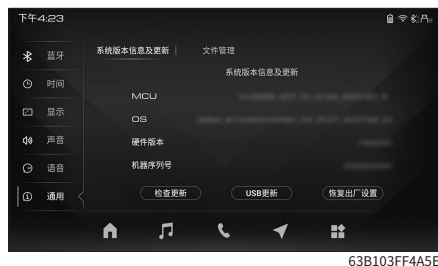 下午4:23
蓝牙
时间
显示
声音
语音
通用
系统版本信息及更新 文件管理
系统版本信息及更新
MCU
OS
硬件版本
机器序列号
检查更新 USB更新 恢复出厂设置
63B103FF4A5E